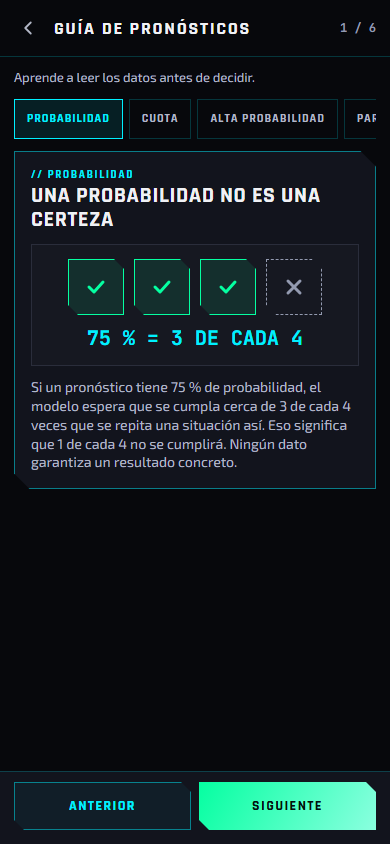 GUÍA DE PRONÓSTICOS
1 / 6
Aprende a leer los datos antes de decidir.
PROBABILIDAD
CUOTA
ALTA PROBABILIDAD
PAR
// PROBABILIDAD
UNA PROBABILIDAD NO ES UNA
CERTEZA
75 % = 3 DE CADA 4
Si un pronóstico tiene 75 % de probabilidad, el
modelo espera que se cumpla cerca de 3 de cada 4
veces que se repita una situación así. Eso significa
que 1 de cada 4 no se cumplirá. Ningún dato
garantiza un resultado concreto.
ANTERIOR
SIGUIENTE